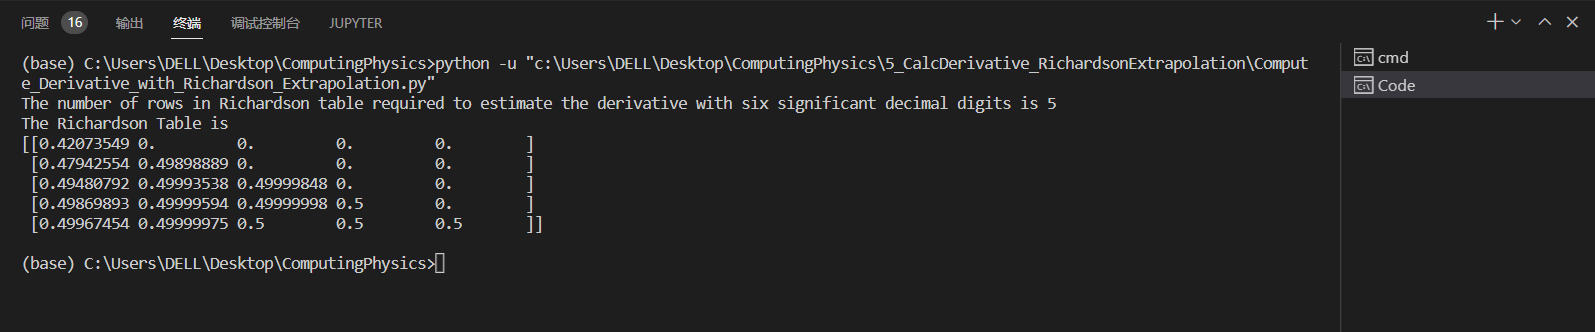 问题 16 输出 终端 调试控制台 JUPYTER
(base) C:\Users\DELL\Desktop\ComputingPhysics>python -u "c:\Users\DELL\Desktop\ComputingPhysics\5_CalcDerivative_RichardsonExtrapolation\Comput
e_Derivative_with_Richardson_Extrapolation.py"
The number of rows in Richardson table required to estimate the derivative with six significant decimal digits is 5
The Richardson Table is
[[0.42073549 0.         0.         0.         0.        ]
 [0.47942554 0.49898889 0.         0.         0.        ]
 [0.49480792 0.49993538 0.49999848 0.         0.        ]
 [0.49869893 0.49999594 0.49999998 0.5        0.        ]
 [0.49967454 0.49999975 0.5        0.5        0.5       ]]
(base) C:\Users\DELL\Desktop\ComputingPhysics>
cmd
Code